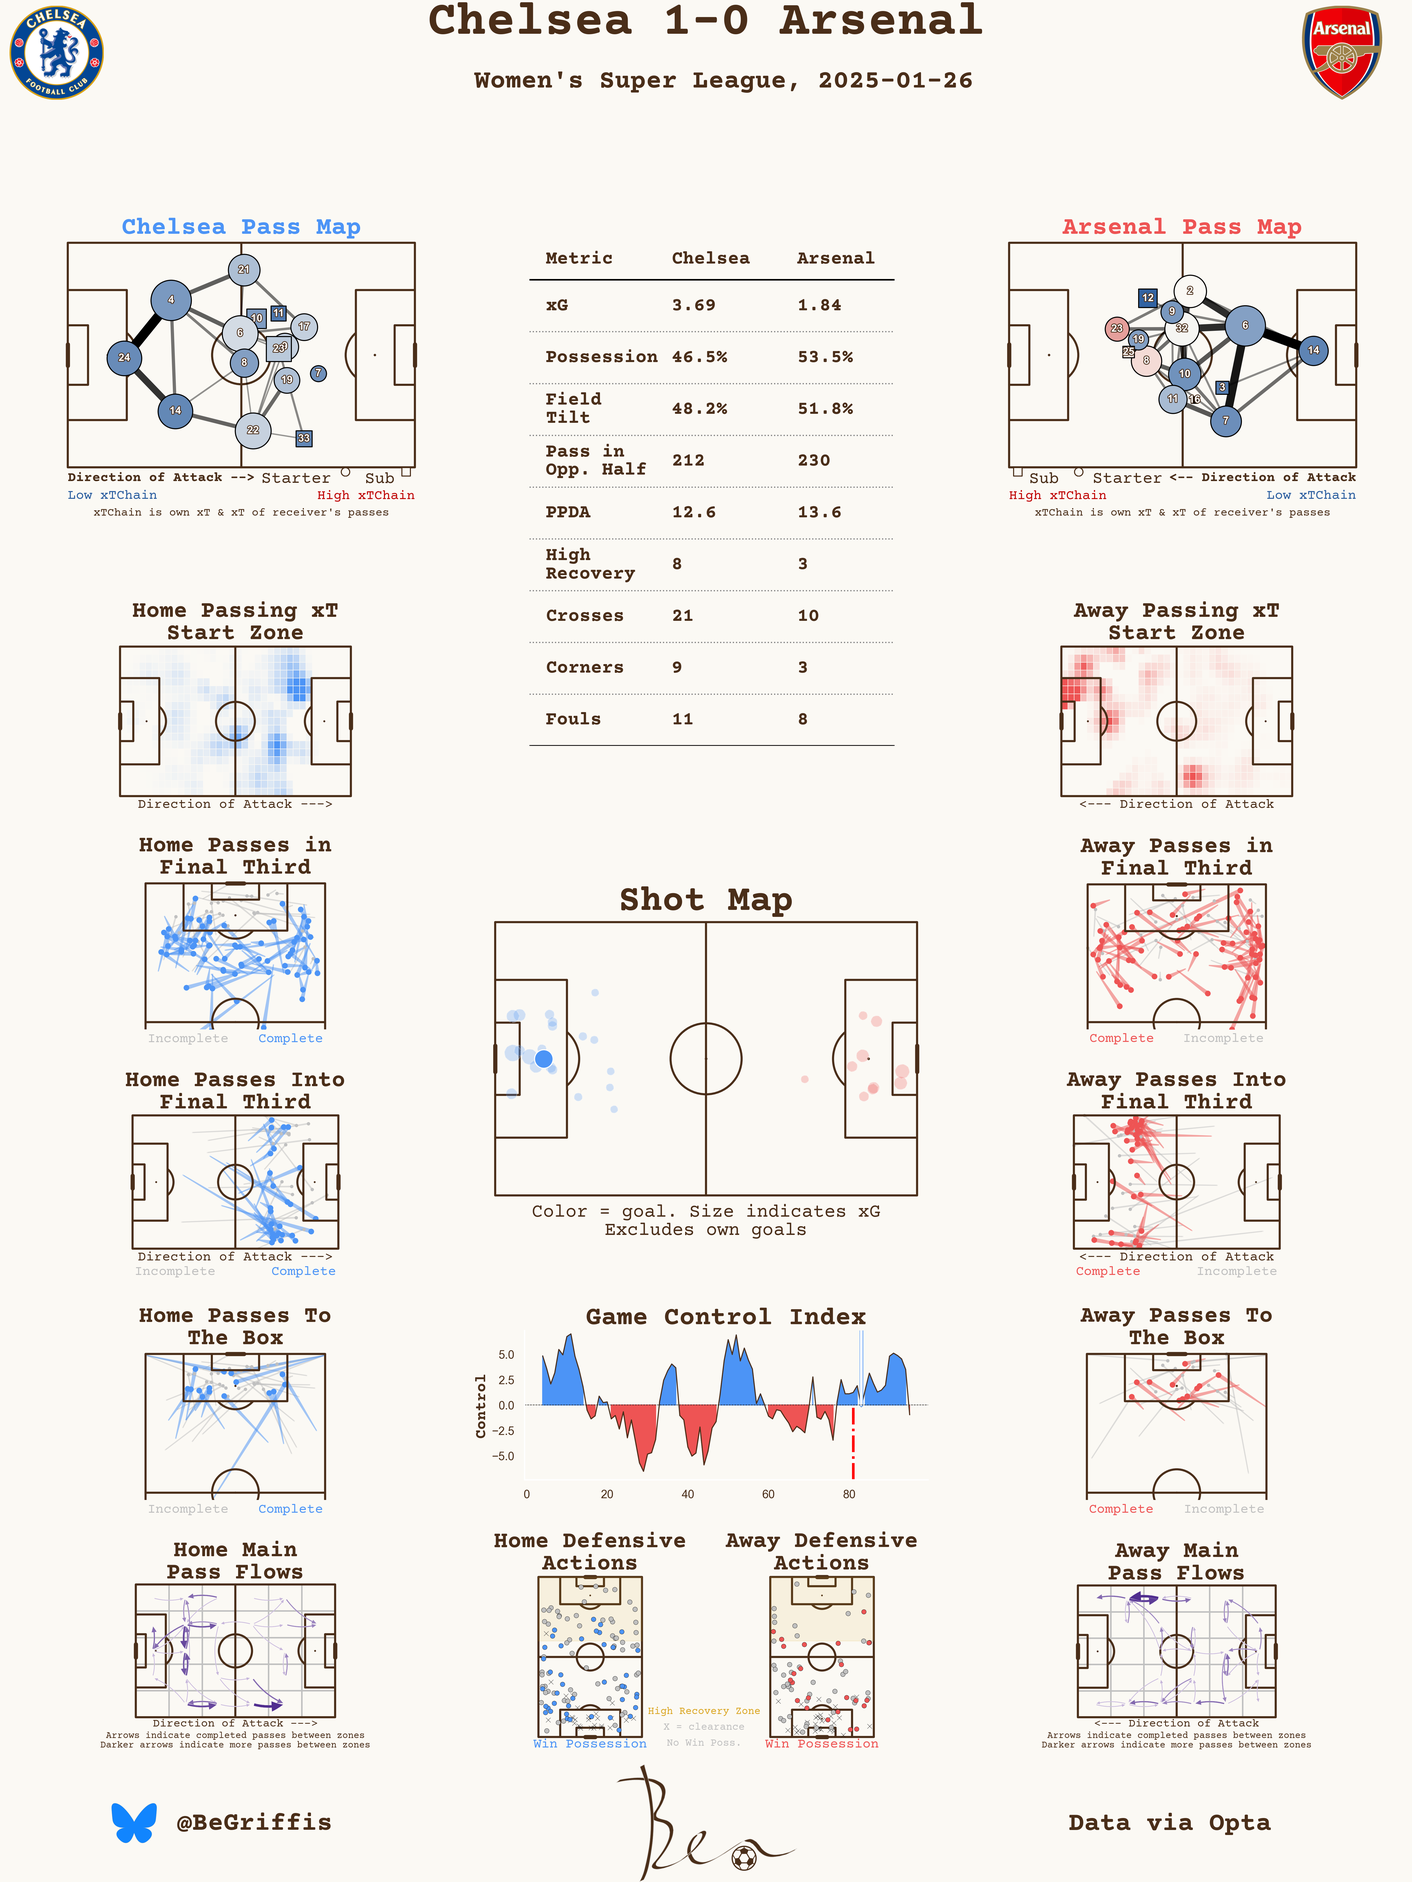 Chelsea 1-0 Arsenal
Women's Super League, 2025-01-26
CHELSEA
FOOTBALL CLUB
Arsenal
Chelsea Pass Map
21
4
10
11
17
6
23
24
8
19
7
14
22
33
Direction of Attack --> Starter Sub
Low xTChain High xTChain
xTChain is own xT & xT of receiver's passes
Metric Chelsea Arsenal
xG 3.69 1.84
Possession 46.5% 53.5%
Field
Tilt 48.2% 51.8%
Pass in
Opp. Half 212 230
PPDA 12.6 13.6
High
Recovery 8 3
Crosses 21 10
Corners 9 3
Fouls 11 8
Arsenal Pass Map
2
12
9
23
32
6
19
25
8
14
10
3
11
16
7
Sub Starter <-- Direction of Attack
High xTChain Low xTChain
xTChain is own xT & xT of receiver's passes
Home Passing xT
Start Zone
Direction of Attack --->
Away Passing xT
Start Zone
<--- Direction of Attack
Home Passes in
Final Third
Incomplete Complete
Away Passes in
Final Third
Complete Incomplete
Shot Map
Color = goal. Size indicates xG
Excludes own goals
Home Passes Into
Final Third
Direction of Attack --->
Incomplete Complete
Away Passes Into
Final Third
<--- Direction of Attack
Complete Incomplete
Home Passes To
The Box
Incomplete Complete
Game Control Index
Control
5.0
2.5
0.0
−2.5
−5.0
0 20 40 60 80
Away Passes To
The Box
Complete Incomplete
Home Main
Pass Flows
Direction of Attack --->
Arrows indicate completed passes between zones
Darker arrows indicate more passes between zones
Home Defensive
Actions
Win Possession
Away Defensive
Actions
Win Possession
High Recovery Zone
X = clearance
No Win Poss.
Away Main
Pass Flows
<--- Direction of Attack
Arrows indicate completed passes between zones
Darker arrows indicate more passes between zones
@BeGriffis
Ben
Data via Opta